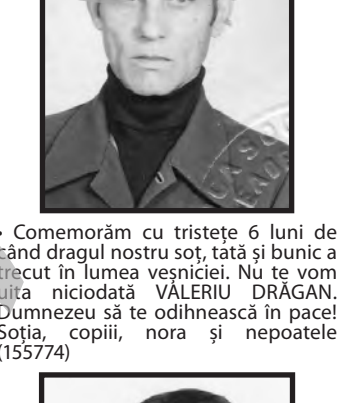 • Comemorăm cu tristețe 6 luni de
când dragul nostru soț, tată și bunic a
trecut în lumea veșniciei. Nu te vom
uita niciodată VALERIU DRĂGAN.
Dumnezeu să te odihnească în pace!
Soția, copiii, nora și nepoatele
(155774)